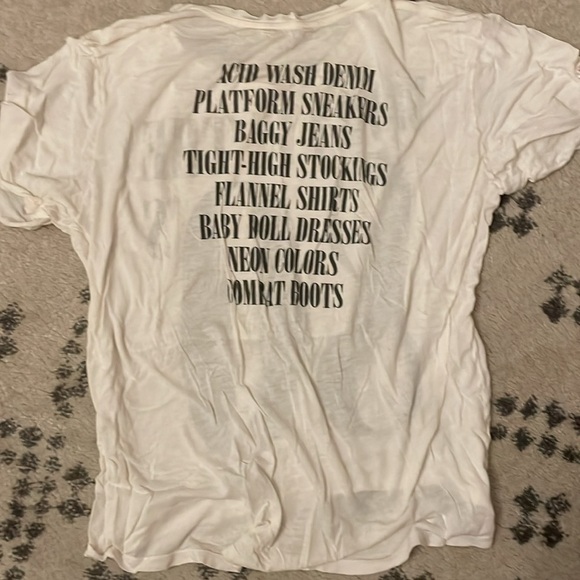 ACID WASH DENIM
PLATFORM SNEAKERS
BAGGY JEANS
TIGHT-HIGH STOCKINGS
FLANNEL SHIRTS
BABY DOLL DRESSES
NEON COLORS
COMBAT BOOTS